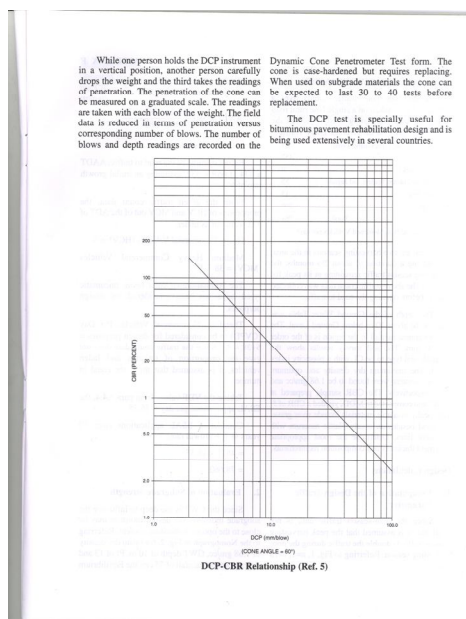 While one person holds the DCP instrument
in a vertical position, another person carefully
drops the weight and the third takes the readings
of penetration. The penetration of the cone can
be measured on a graduated scale. The readings
are taken with each blow of the weight. The field
data is reduced in terms of penetration versus
corresponding number of blows. The number of
blows and depth readings are recorded on the
Dynamic Cone Penetrometer Test form. The
cone is case-hardened but requires replacing.
When used on subgrade materials the cone can
be expected to last 30 to 40 tests before
replacement.
The DCP test is specially useful for
bituminous pavement rehabilitation design and is
being used extensively in several countries.
200
100
50
20
1
5.0
2.0
1.0
CBR (PERCENT)
1.0
10.0
100.0
DCP (mm/blow)
(CONE ANGLE = 60°)
DCP-CBR Relationship (Ref. 5)